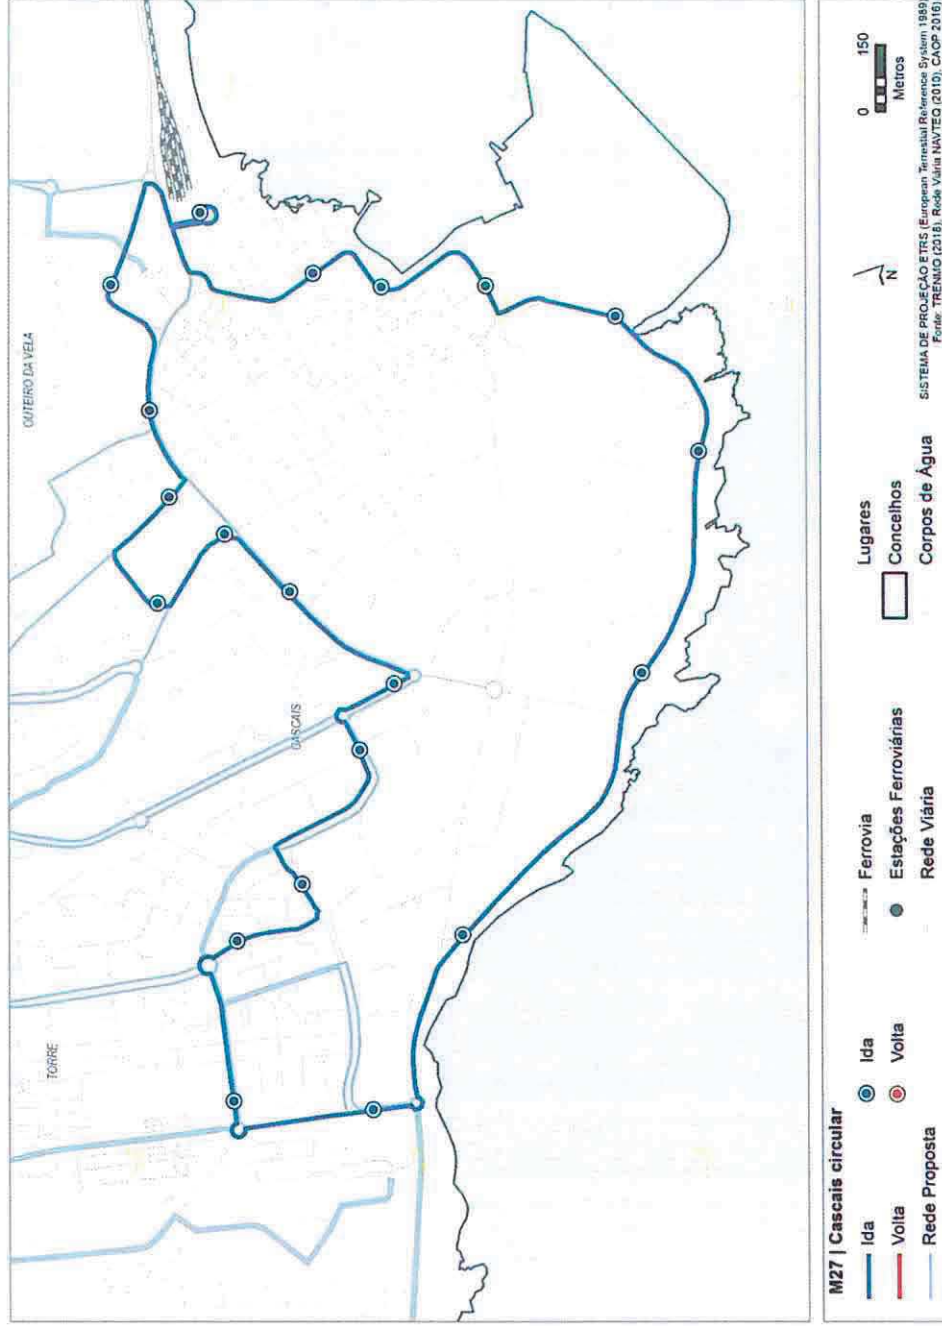 OUTEIRO DA VELA
CASCAIS
TORRE
M27 | Cascais circular
Ida
Volta
Rede Proposta
Ida
Volta
Ferrovia
Estações Ferroviárias
Rede Viária
Lugares
Concelhos
Corpos de Água
N
0 150
Metros
SISTEMA DE PROJEÇÃO ETRS (European Terrestrial Reference System 1989)
Fonte: TRENMO (2018), Rede Viária NAVTEQ (2010), CAOP 2016)